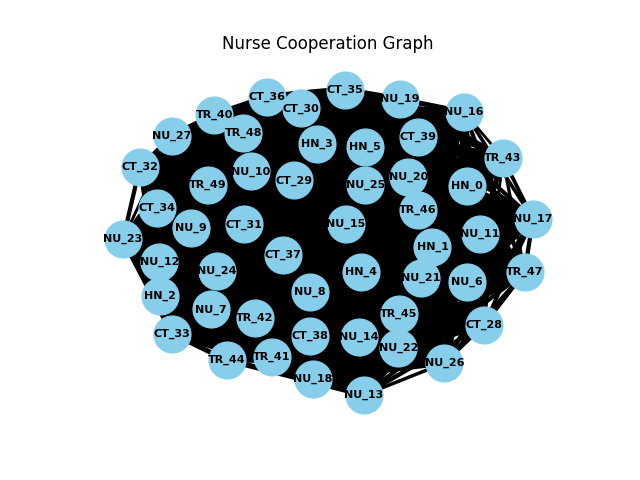 Nurse Cooperation Graph
CT_35
CT_36
NU_19
CT_30
NU_16
TR_40
TR_48
NU_27
CT_39
HN_3
HN_5
TR_43
CT_32
NU_10
NU_20
CT_29
TR_49
NU_25
HN_0
CT_34
TR_46
NU_17
CT_31
NU_15
NU_9
NU_11
NU_23
HN_1
CT_37
NU_12
NU_24
HN_4
TR_47
NU_21
NU_6
NU_8
HN_2
NU_7
TR_45
TR_42
CT_28
CT_33
CT_38
NU_14
NU_22
TR_41
TR_44
NU_26
NU_18
NU_13